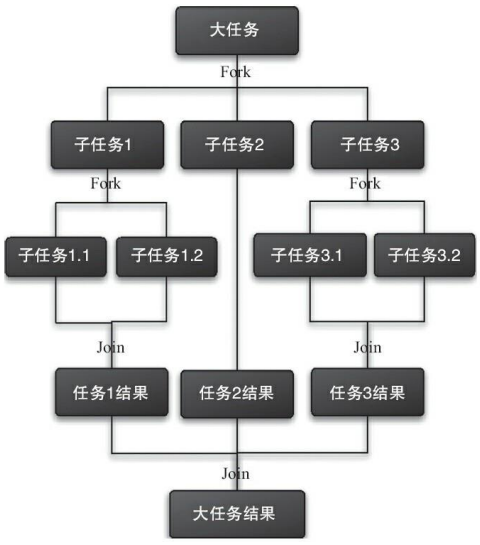 大任务
Fork
子任务1
子任务2
子任务3
Fork
Fork
子任务1.1
子任务1.2
子任务3.1
子任务3.2
Join
Join
任务1结果
任务2结果
任务3结果
Join
大任务结果